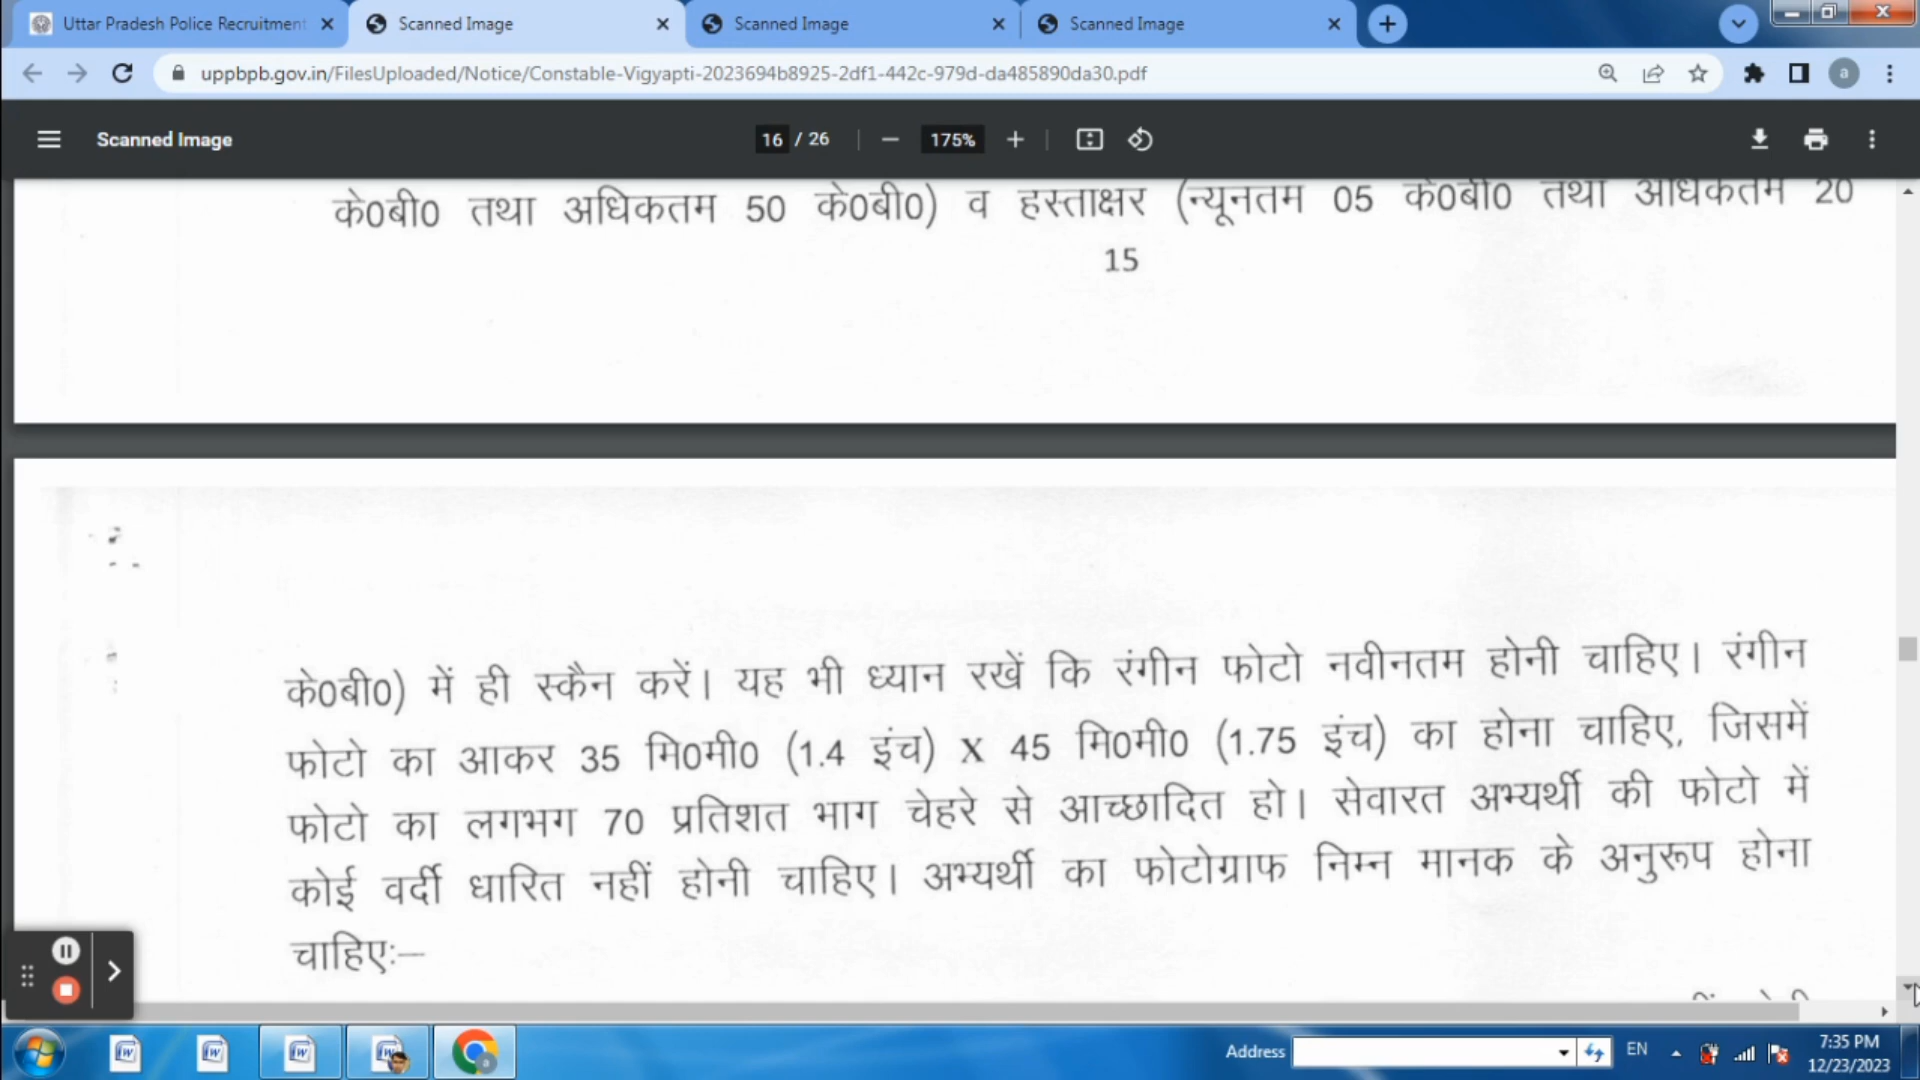 Uttar Pradesh Police Recruitment
Scanned Image
Scanned Image
Scanned Image
uppbpb.gov.in/FilesUploaded/Notice/Constable-Vigyapti-2023694b8925-2df1-442c-979d-da485890da30.pdf
a
Scanned Image
16 / 26
175%
के0बी0 तथा अधिकतम 50 के0बी0) व हस्ताक्षर (न्यूनतम 05 के0बी0 तथा अधिकतम 20
15
के0बी0) में ही स्कैन करें। यह भी ध्यान रखें कि रंगीन फोटो नवीनतम होनी चाहिए। रंगीन
फोटो का आकर 35 मि0मी0 (1.4 इंच) X 45 मि0मी0 (1.75 इंच) का होना चाहिए, जिसमें
फोटो का लगभग 70 प्रतिशत भाग चेहरे से आच्छादित हो। सेवारत अभ्यर्थी की फोटो में
कोई वर्दी धारित नहीं होनी चाहिए। अभ्यर्थी का फोटोग्राफ निम्न मानक के अनुरूप होना
चाहिए:–
Address
EN
7:35 PM
12/23/2023